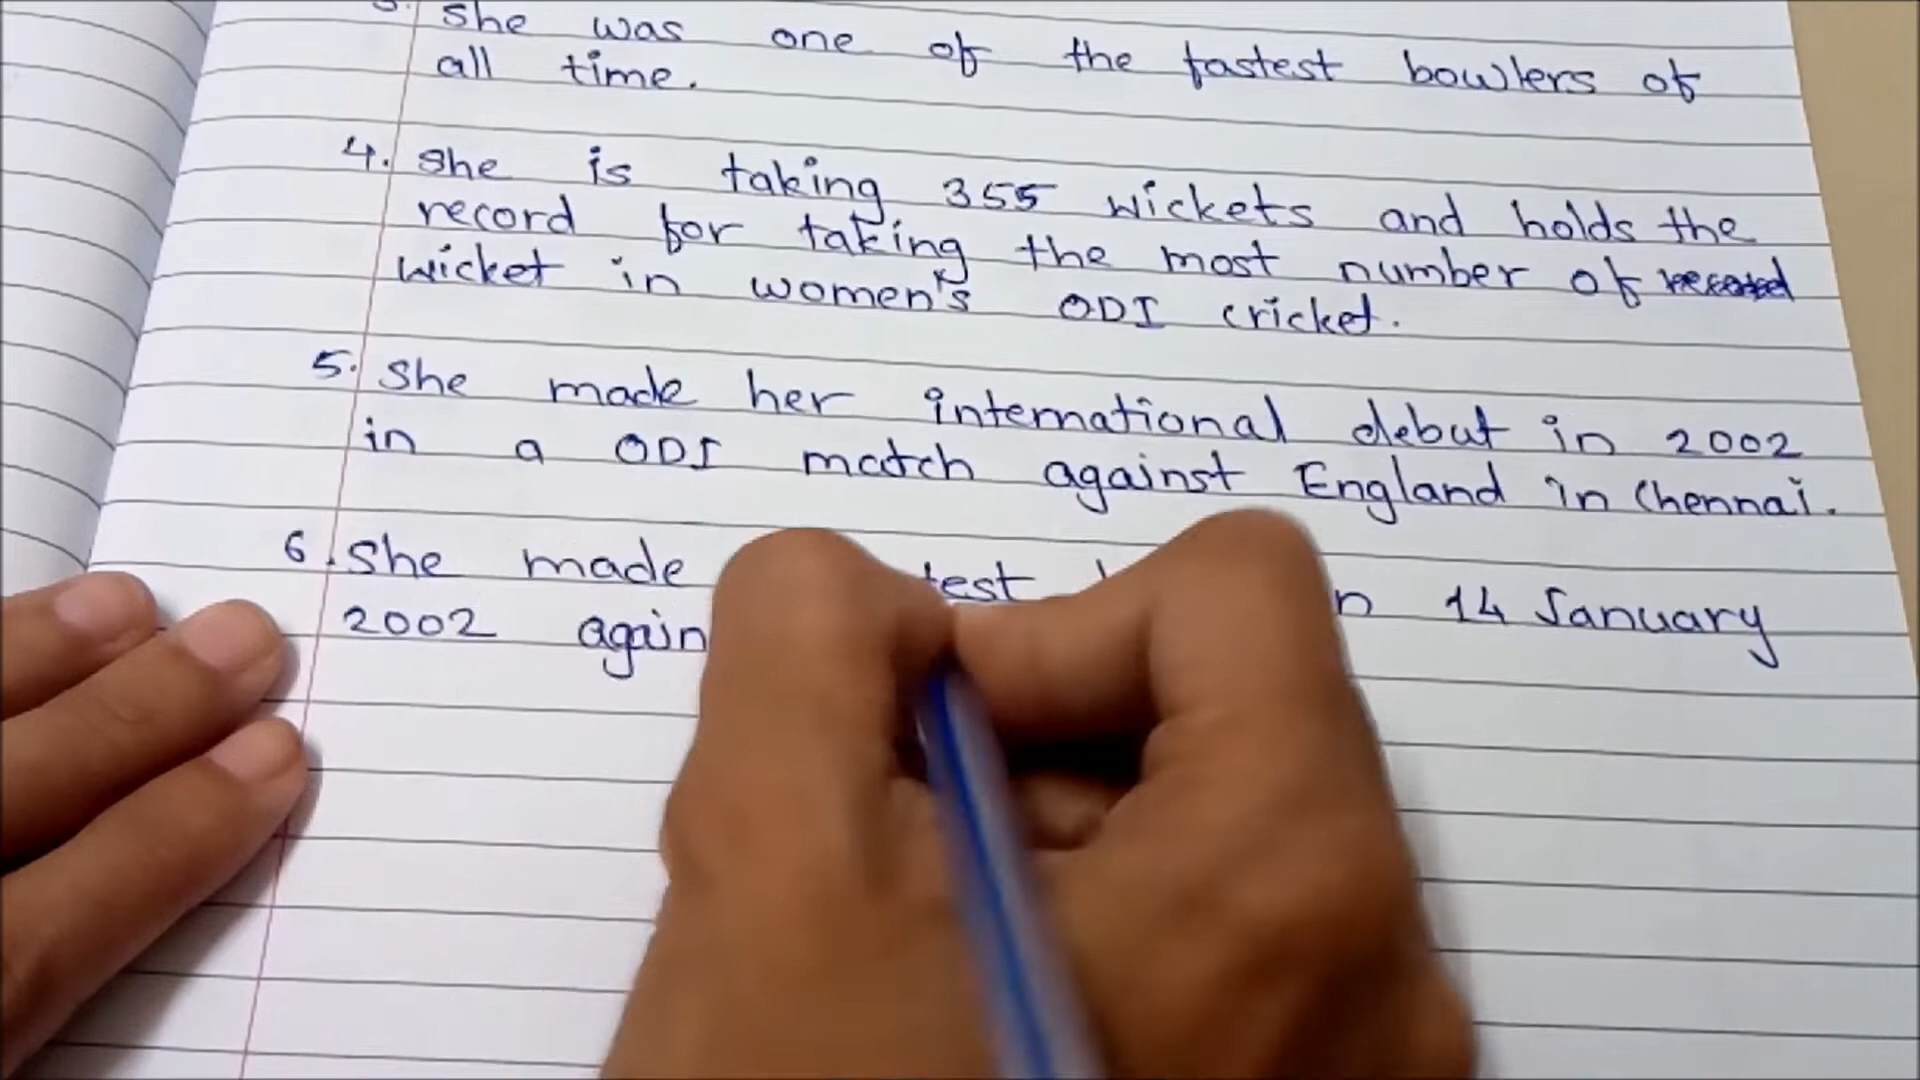 3. She was one of the fastest bowlers of
all time.
4. She is taking 355 wickets and holds the
record for taking the most number of
wicket in women's ODI cricket.
5. She made her international debut in 2002
in a ODI match against England in Chennai.
6. She made test 14 January
2002 again